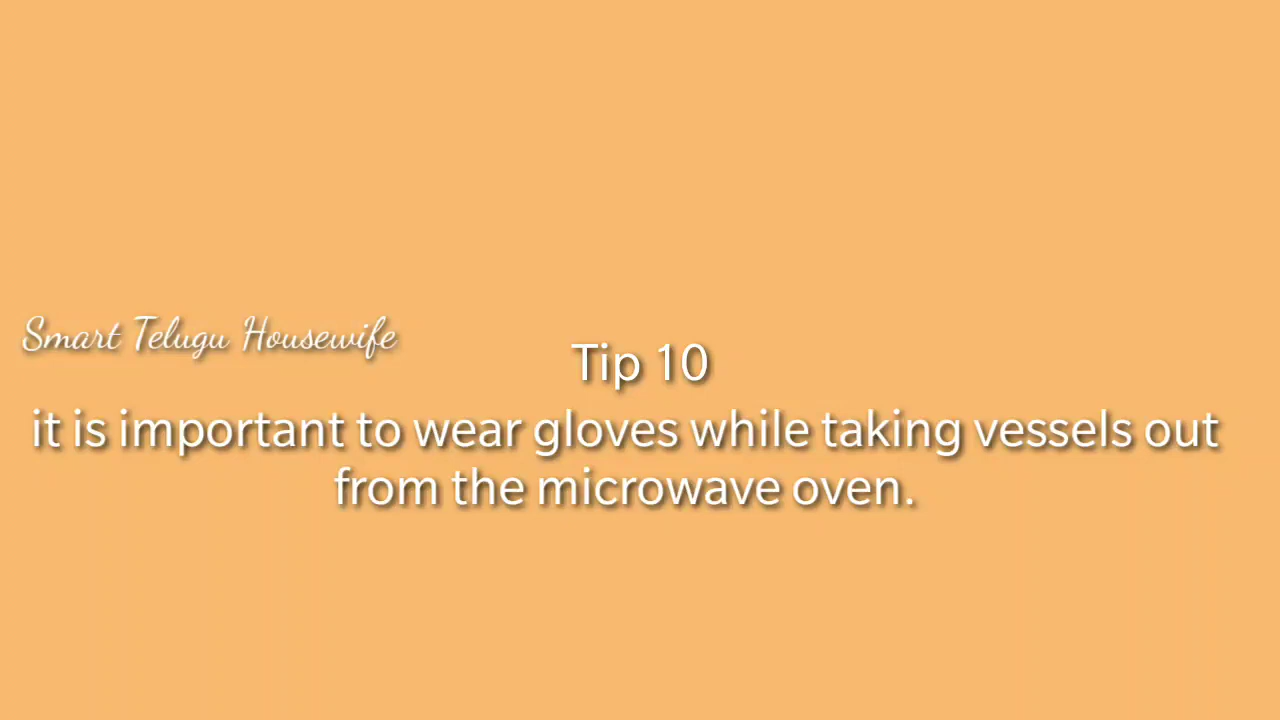 Smart Telugu Housewife
Tip 10
it is important to wear gloves while taking vessels out
from the microwave oven.